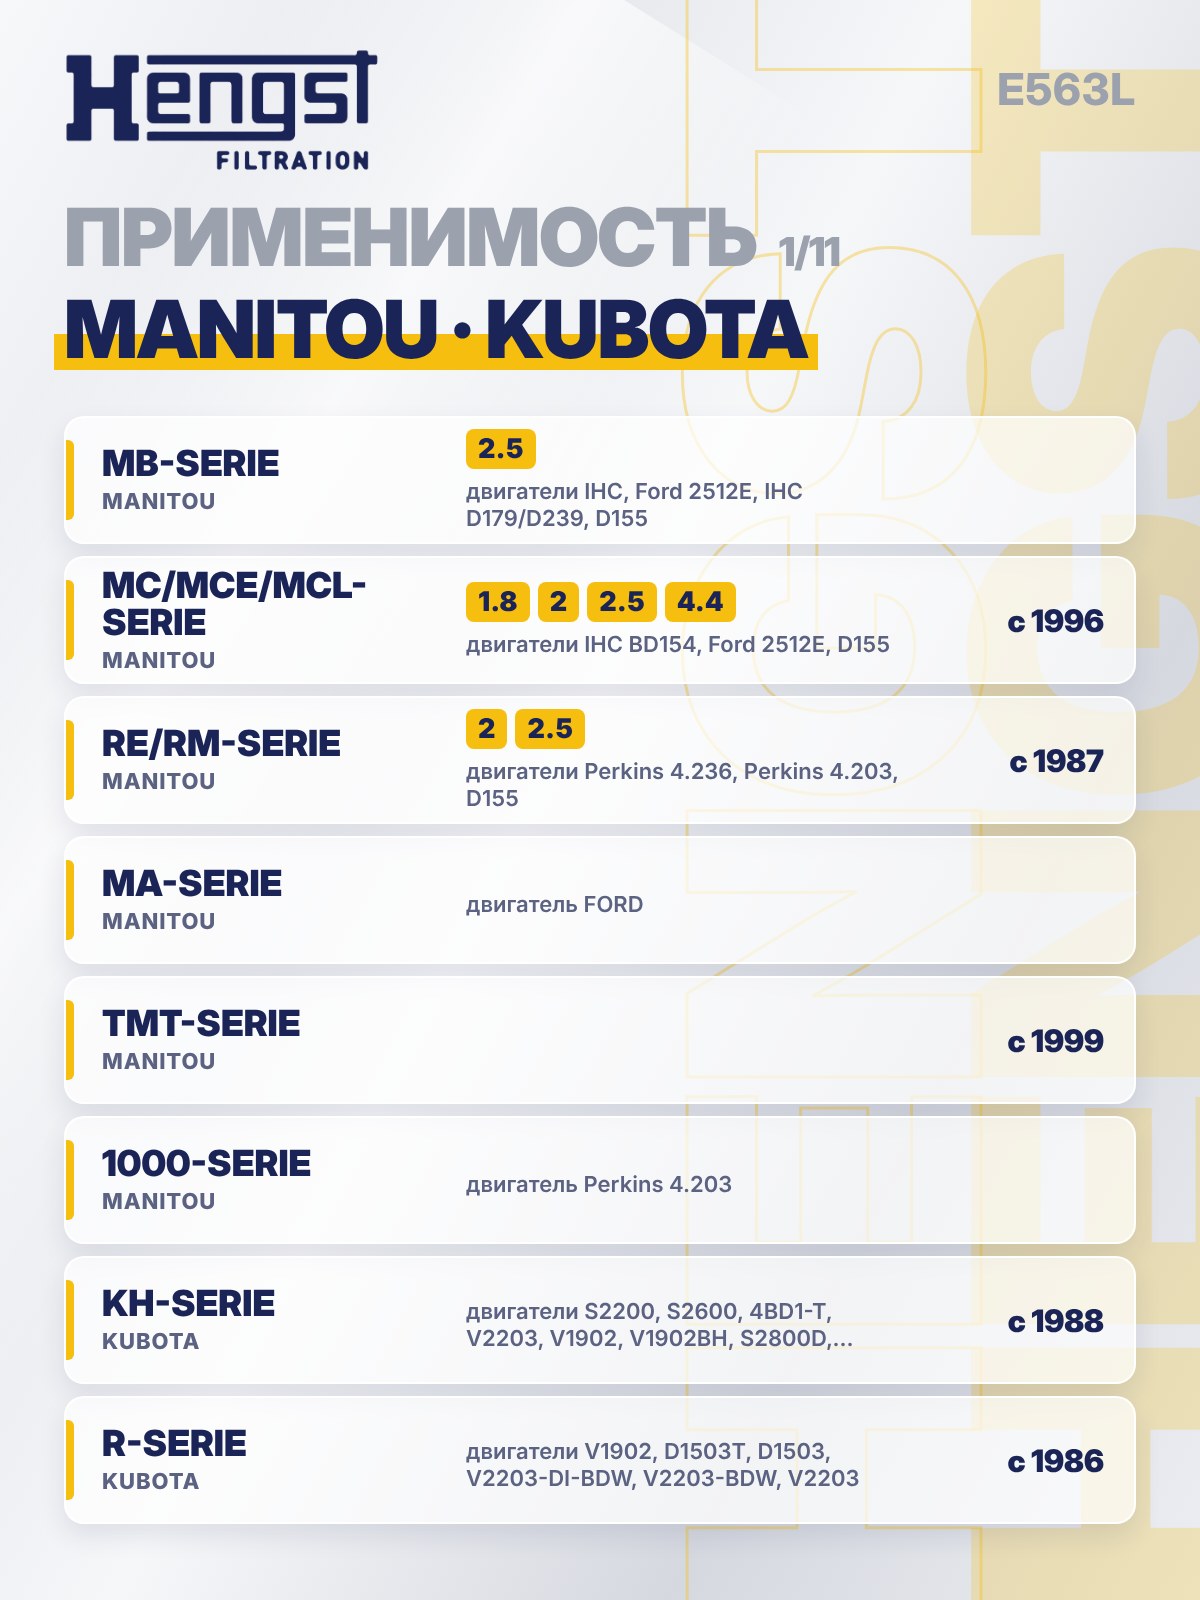 Hengst
FILTRATION
E563L
ПРИМЕНИМОСТЬ 1/11
MANITOU · KUBOTA
MB-SERIE
MANITOU
2.5
двигатели IHC, Ford 2512E, IHC
D179/D239, D155
MC/MCE/MCL-
SERIE
MANITOU
1.8 2 2.5 4.4
двигатели IHC BD154, Ford 2512E, D155
с 1996
RE/RM-SERIE
MANITOU
2 2.5
двигатели Perkins 4.236, Perkins 4.203,
D155
с 1987
MA-SERIE
MANITOU
двигатель FORD
TMT-SERIE
MANITOU
с 1999
1000-SERIE
MANITOU
двигатель Perkins 4.203
KH-SERIE
KUBOTA
двигатели S2200, S2600, 4BD1-T,
V2203, V1902, V1902BH, S2800D,...
с 1988
R-SERIE
KUBOTA
двигатели V1902, D1503T, D1503,
V2203-DI-BDW, V2203-BDW, V2203
с 1986
HENGST